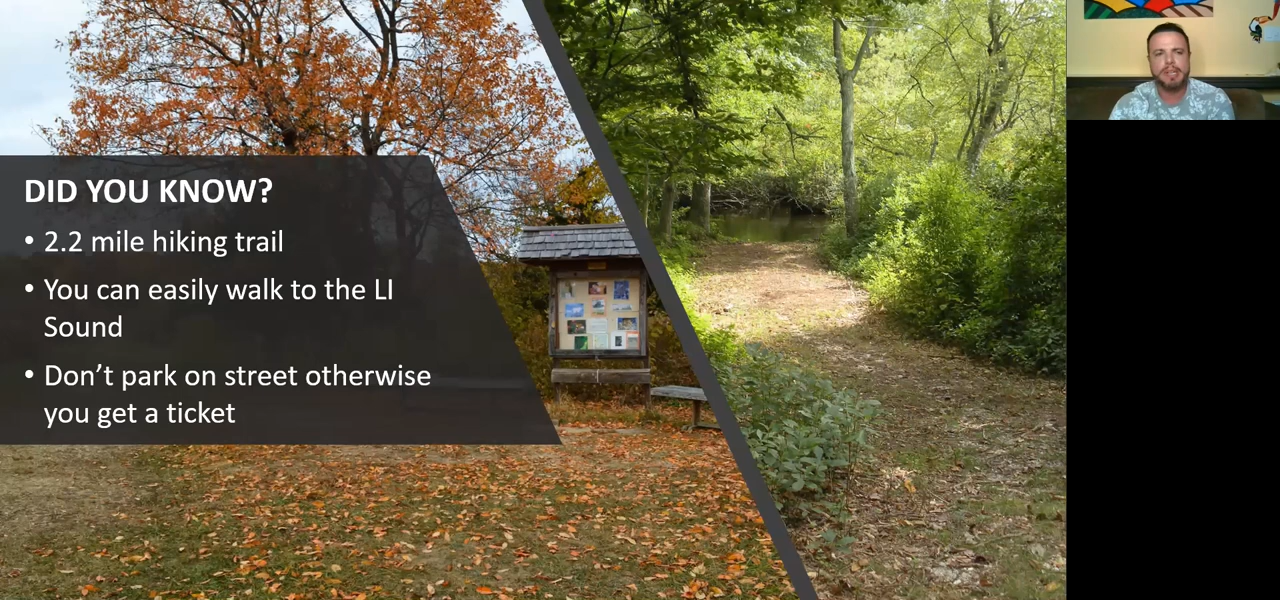 DID YOU KNOW?
• 2.2 mile hiking trail
• You can easily walk to the LI
Sound
• Don’t park on street otherwise
you get a ticket